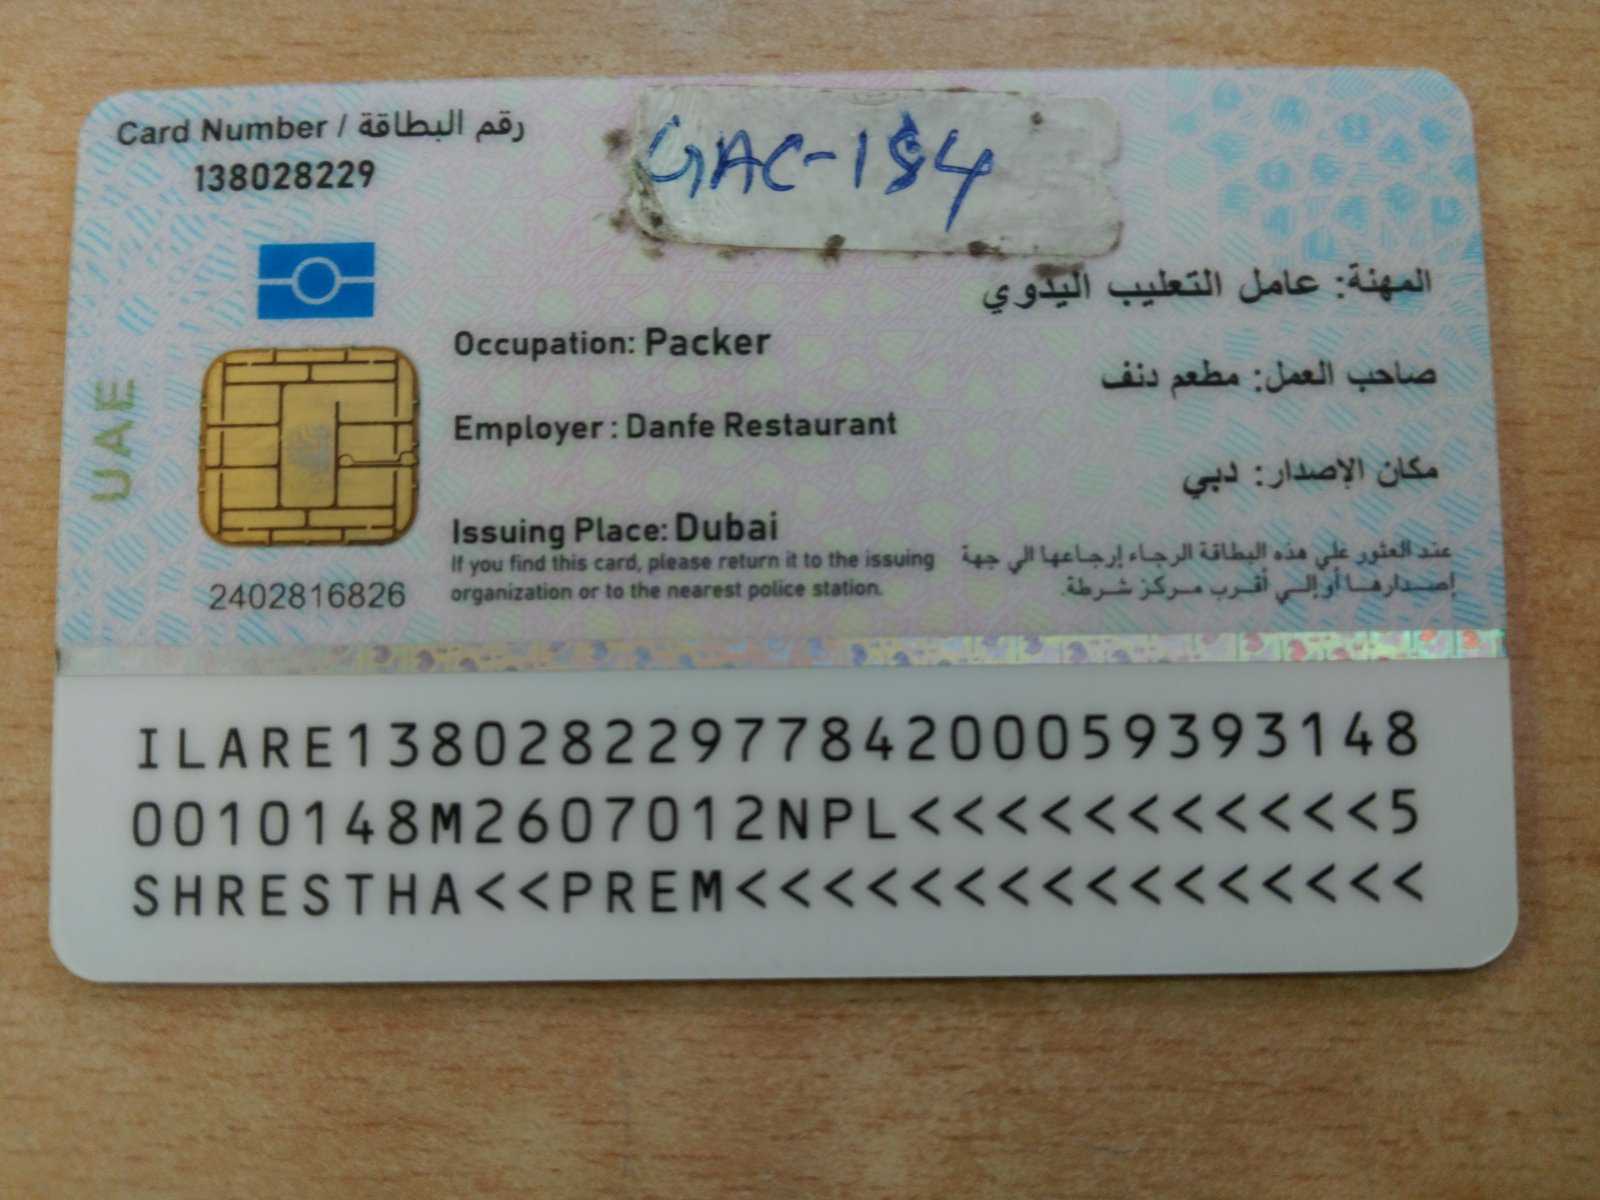 Card Number / رقم البطاقة
138028229
GAC-154
المهنة: عامل التعليب اليدوي
Occupation: Packer
صاحب العمل: مطعم دنف
Employer : Danfe Restaurant
مكان الإصدار: دبي
Issuing Place: Dubai
If you find this card, please return it to the issuing
organization or to the nearest police station.
عند العثور علي هذه البطاقة الرجاء إرجاعها الي جهة
إصدارها أو إلي أقرب مركز شرطة.
UAE
2402816826
ILARE1380282297784200059393148
0010148M2607012NPL<<<<<<<<<<<5
SHRESTHA<<PREM<<<<<<<<<<<<<<<<